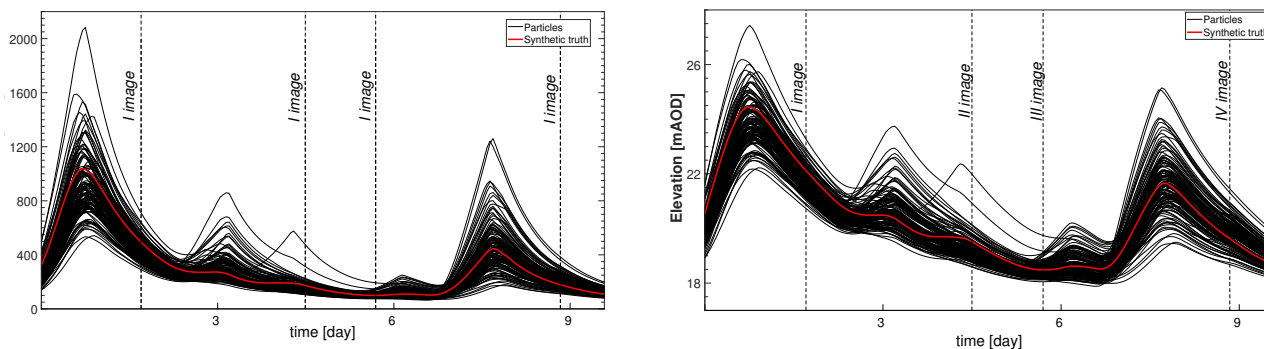 2000
1600
1200
800
400
0
3
6
9
time [day]
I image
I image
I image
I image
Particles
Synthetic truth
26
24
22
20
18
3
6
9
Elevation [mAOD]
time [day]
I image
II image
III image
IV image
Particles
Synthetic truth